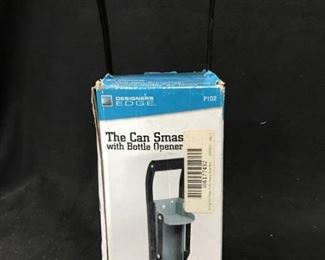 DESIGNERS
EDGE
P102
The Can Smas
with Bottle Opener